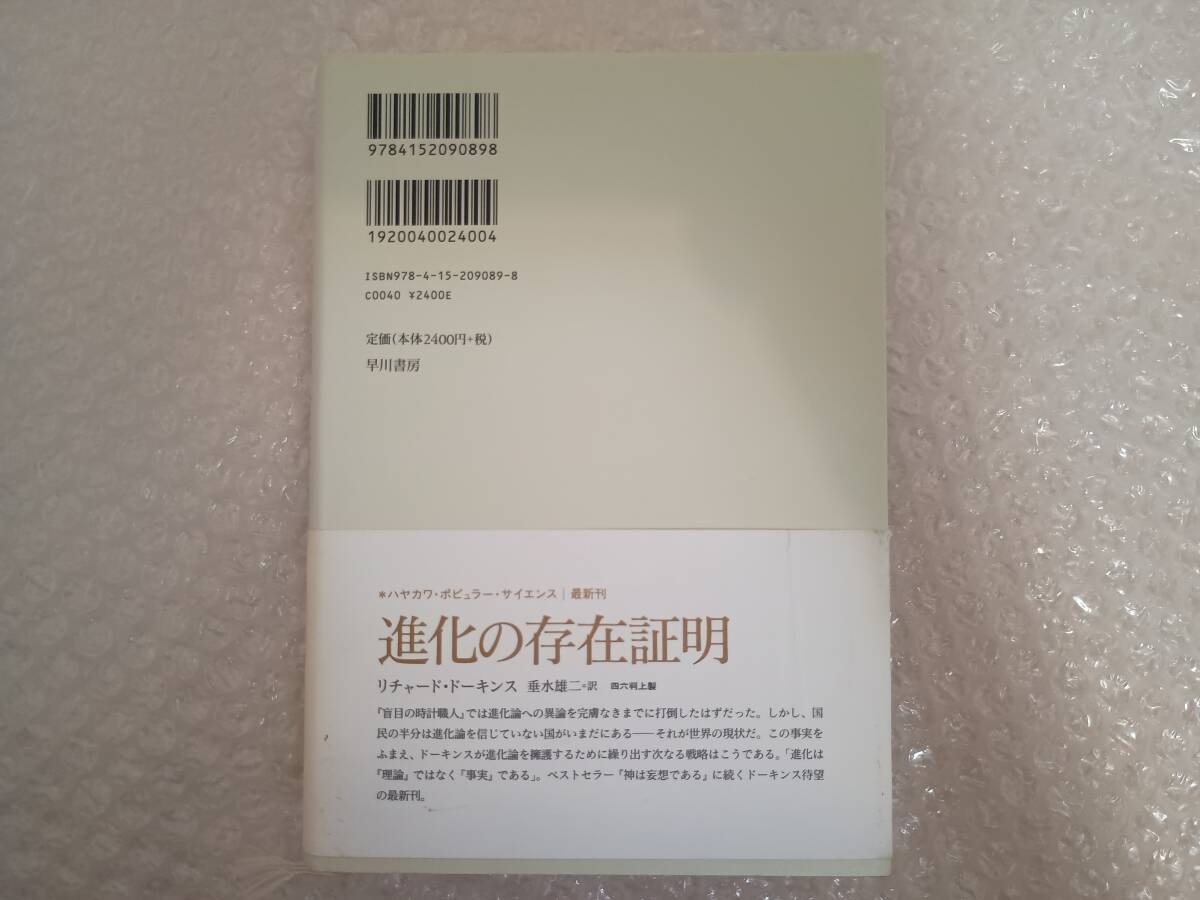 9784152090898
1920040024004
ISBN978-4-15-209089-8
C0040 ¥2400E
定価(本体2400円+税)
早川書房
*ハヤカワ・ポピュラー・サイエンス|最新刊
進化の存在証明
リチャード・ドーキンス 垂水雄二=訳 四六判上製
『盲目の時計職人』では進化論への異論を完膚なきまでに打倒したはずだった。しかし、国
民の半分は進化論を信じていない国がいまだにある——それが世界の現状だ。この事実を
ふまえ、ドーキンスが進化論を擁護するために繰り出す次なる戦略はこうである。「進化は
『理論』ではなく『事実』である」。ベストセラー『神は妄想である』に続くドーキンス待望
の最新刊。